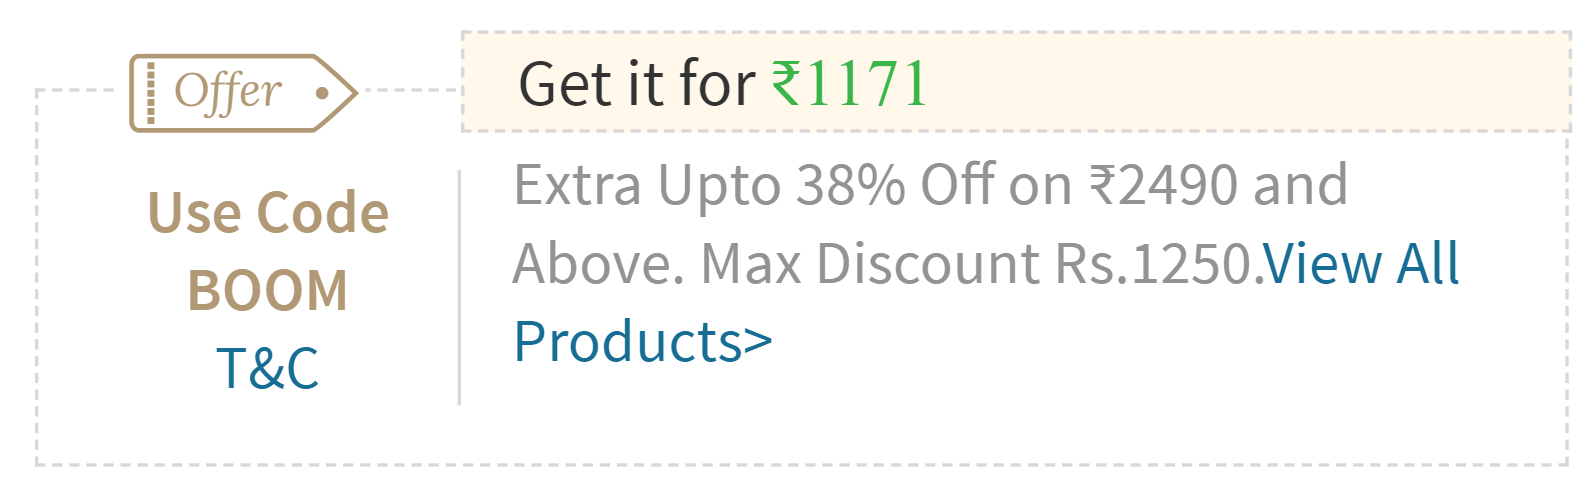 Offer
Get it for ₹1171
Use Code
BOOM
T&C
Extra Upto 38% Off on ₹2490 and
Above. Max Discount Rs.1250.View All
Products>